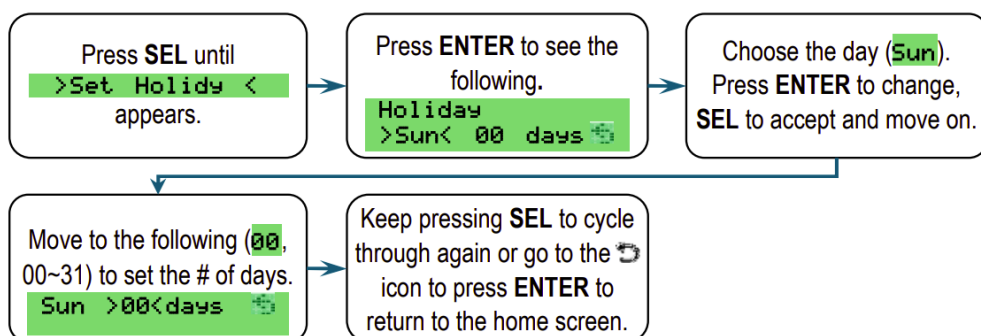 Press SEL until
>Set Holidy <
appears.
Press ENTER to see the
following.
Holiday
>Sun< 00 days
Choose the day (Sun).
Press ENTER to change,
SEL to accept and move on.
Move to the following (00,
00~31) to set the # of days.
Sun >00<days
Keep pressing SEL to cycle
through again or go to the
icon to press ENTER to
return to the home screen.